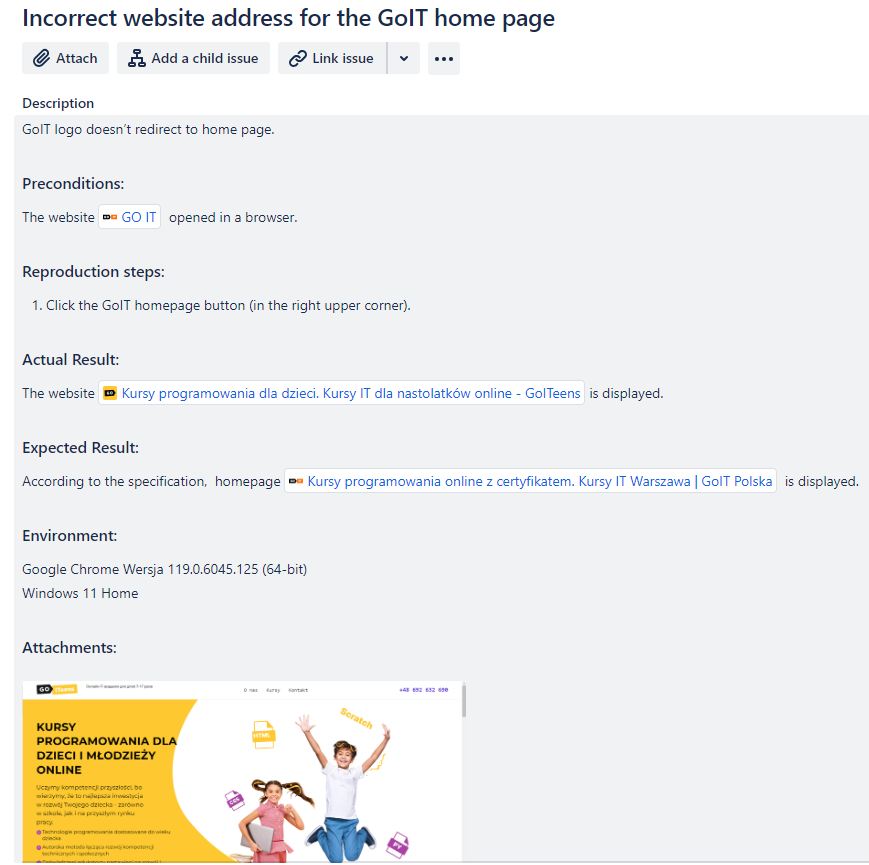 Incorrect website address for the GoIT home page
Attach Add a child issue Link issue
Description
GoIT logo doesn’t redirect to home page.
Preconditions:
The website GO IT opened in a browser.
Reproduction steps:
1. Click the GoIT homepage button (in the right upper corner).
Actual Result:
The website Kursy programowania dla dzieci. Kursy IT dla nastolatków online - GoITeens is displayed.
Expected Result:
According to the specification, homepage Kursy programowania online z certyfikatem. Kursy IT Warszawa | GoIT Polska is displayed.
Environment:
Google Chrome Wersja 119.0.6045.125 (64-bit)
Windows 11 Home
Attachments:
GO ITeens O nas Kursy Kontakt +48 692 632 690
KURSY
PROGRAMOWANIA DLA
DZIECI I MŁODZIEŻY
ONLINE
Uczymy kompetencji przyszłości, bo
wierzymy, że to najlepsza inwestycja
w rozwój Twojego dziecka - zarówno
w szkole, jak i na przyszłym rynku
pracy.
Technologie programowania dostosowane do wieku
dziecka
Autorska metoda łącząca rozwój kompetencji
technicznych i społecznych
HTML
Scratch
CSS
PY